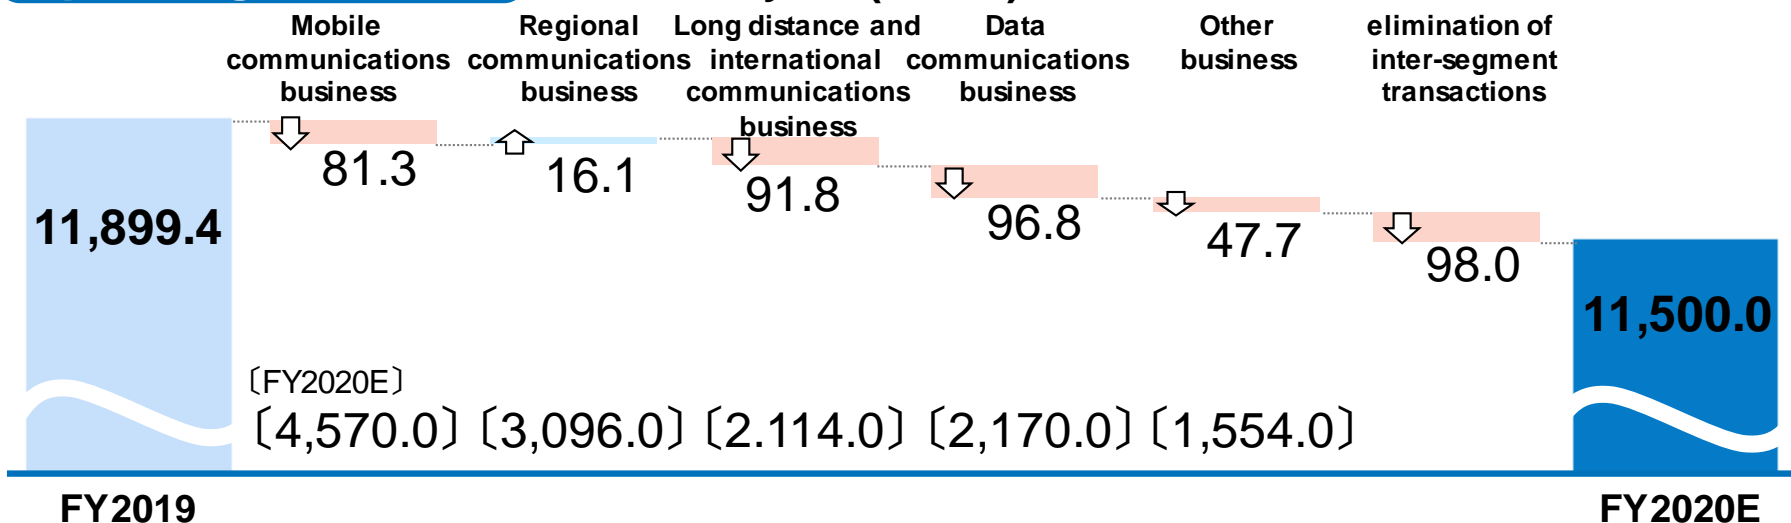 Mobile
communications
business
Regional
communications
business
Long distance and
international
communications
business
Data
communications
business
Other
business
elimination of
inter-segment
transactions
11,899.4
81.3
16.1
91.8
96.8
47.7
98.0
11,500.0
〔FY2020E〕
〔4,570.0〕 〔3,096.0〕 〔2.114.0〕 〔2,170.0〕 〔1,554.0〕
FY2019
FY2020E